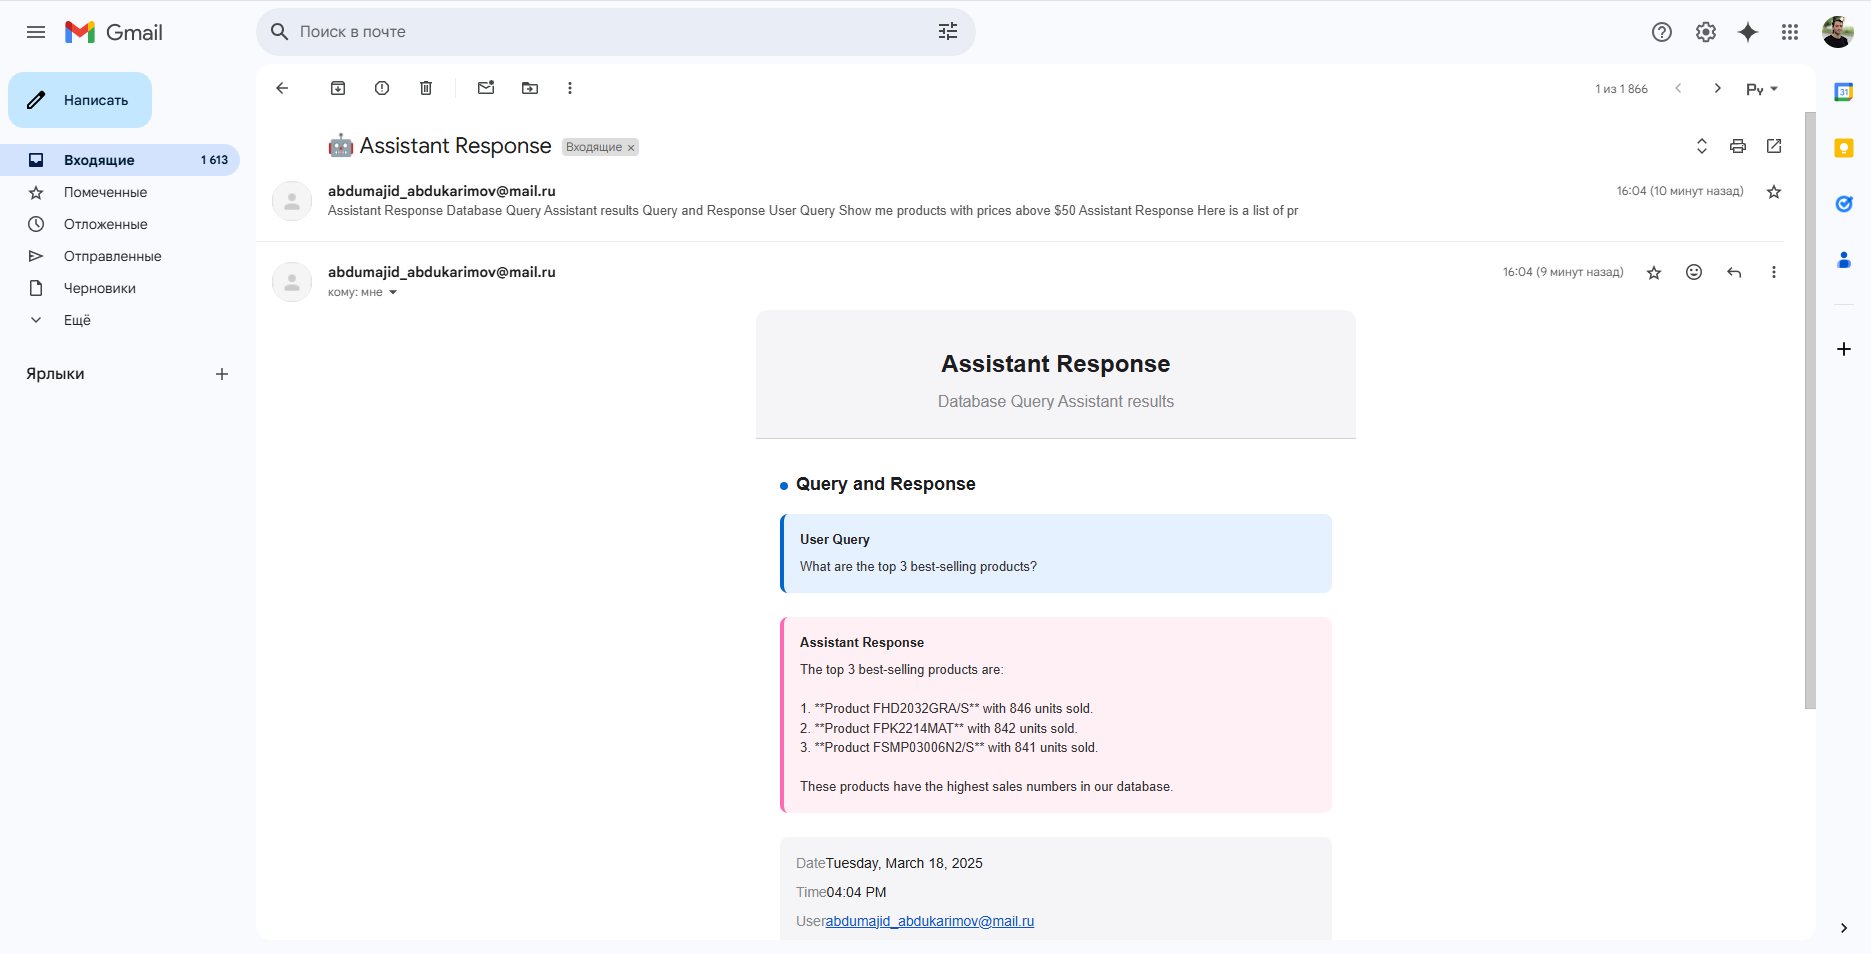 Gmail
Поиск в почте
Написать
Входящие 1 613
Помеченные
Отложенные
Отправленные
Черновики
Ещё
Ярлыки
1 из 1 866
Ру
🤖 Assistant Response Входящие ×
abdumajid_abdukarimov@mail.ru 16:04 (10 минут назад)
Assistant Response Database Query Assistant results Query and Response User Query Show me products with prices above $50 Assistant Response Here is a list of pr
abdumajid_abdukarimov@mail.ru 16:04 (9 минут назад)
кому: мне
Assistant Response
Database Query Assistant results
Query and Response
User Query
What are the top 3 best-selling products?
Assistant Response
The top 3 best-selling products are:
1. **Product FHD2032GRA/S** with 846 units sold.
2. **Product FPK2214MAT** with 842 units sold.
3. **Product FSMP03006N2/S** with 841 units sold.
These products have the highest sales numbers in our database.
DateTuesday, March 18, 2025
Time04:04 PM
Userabdumajid_abdukarimov@mail.ru
31